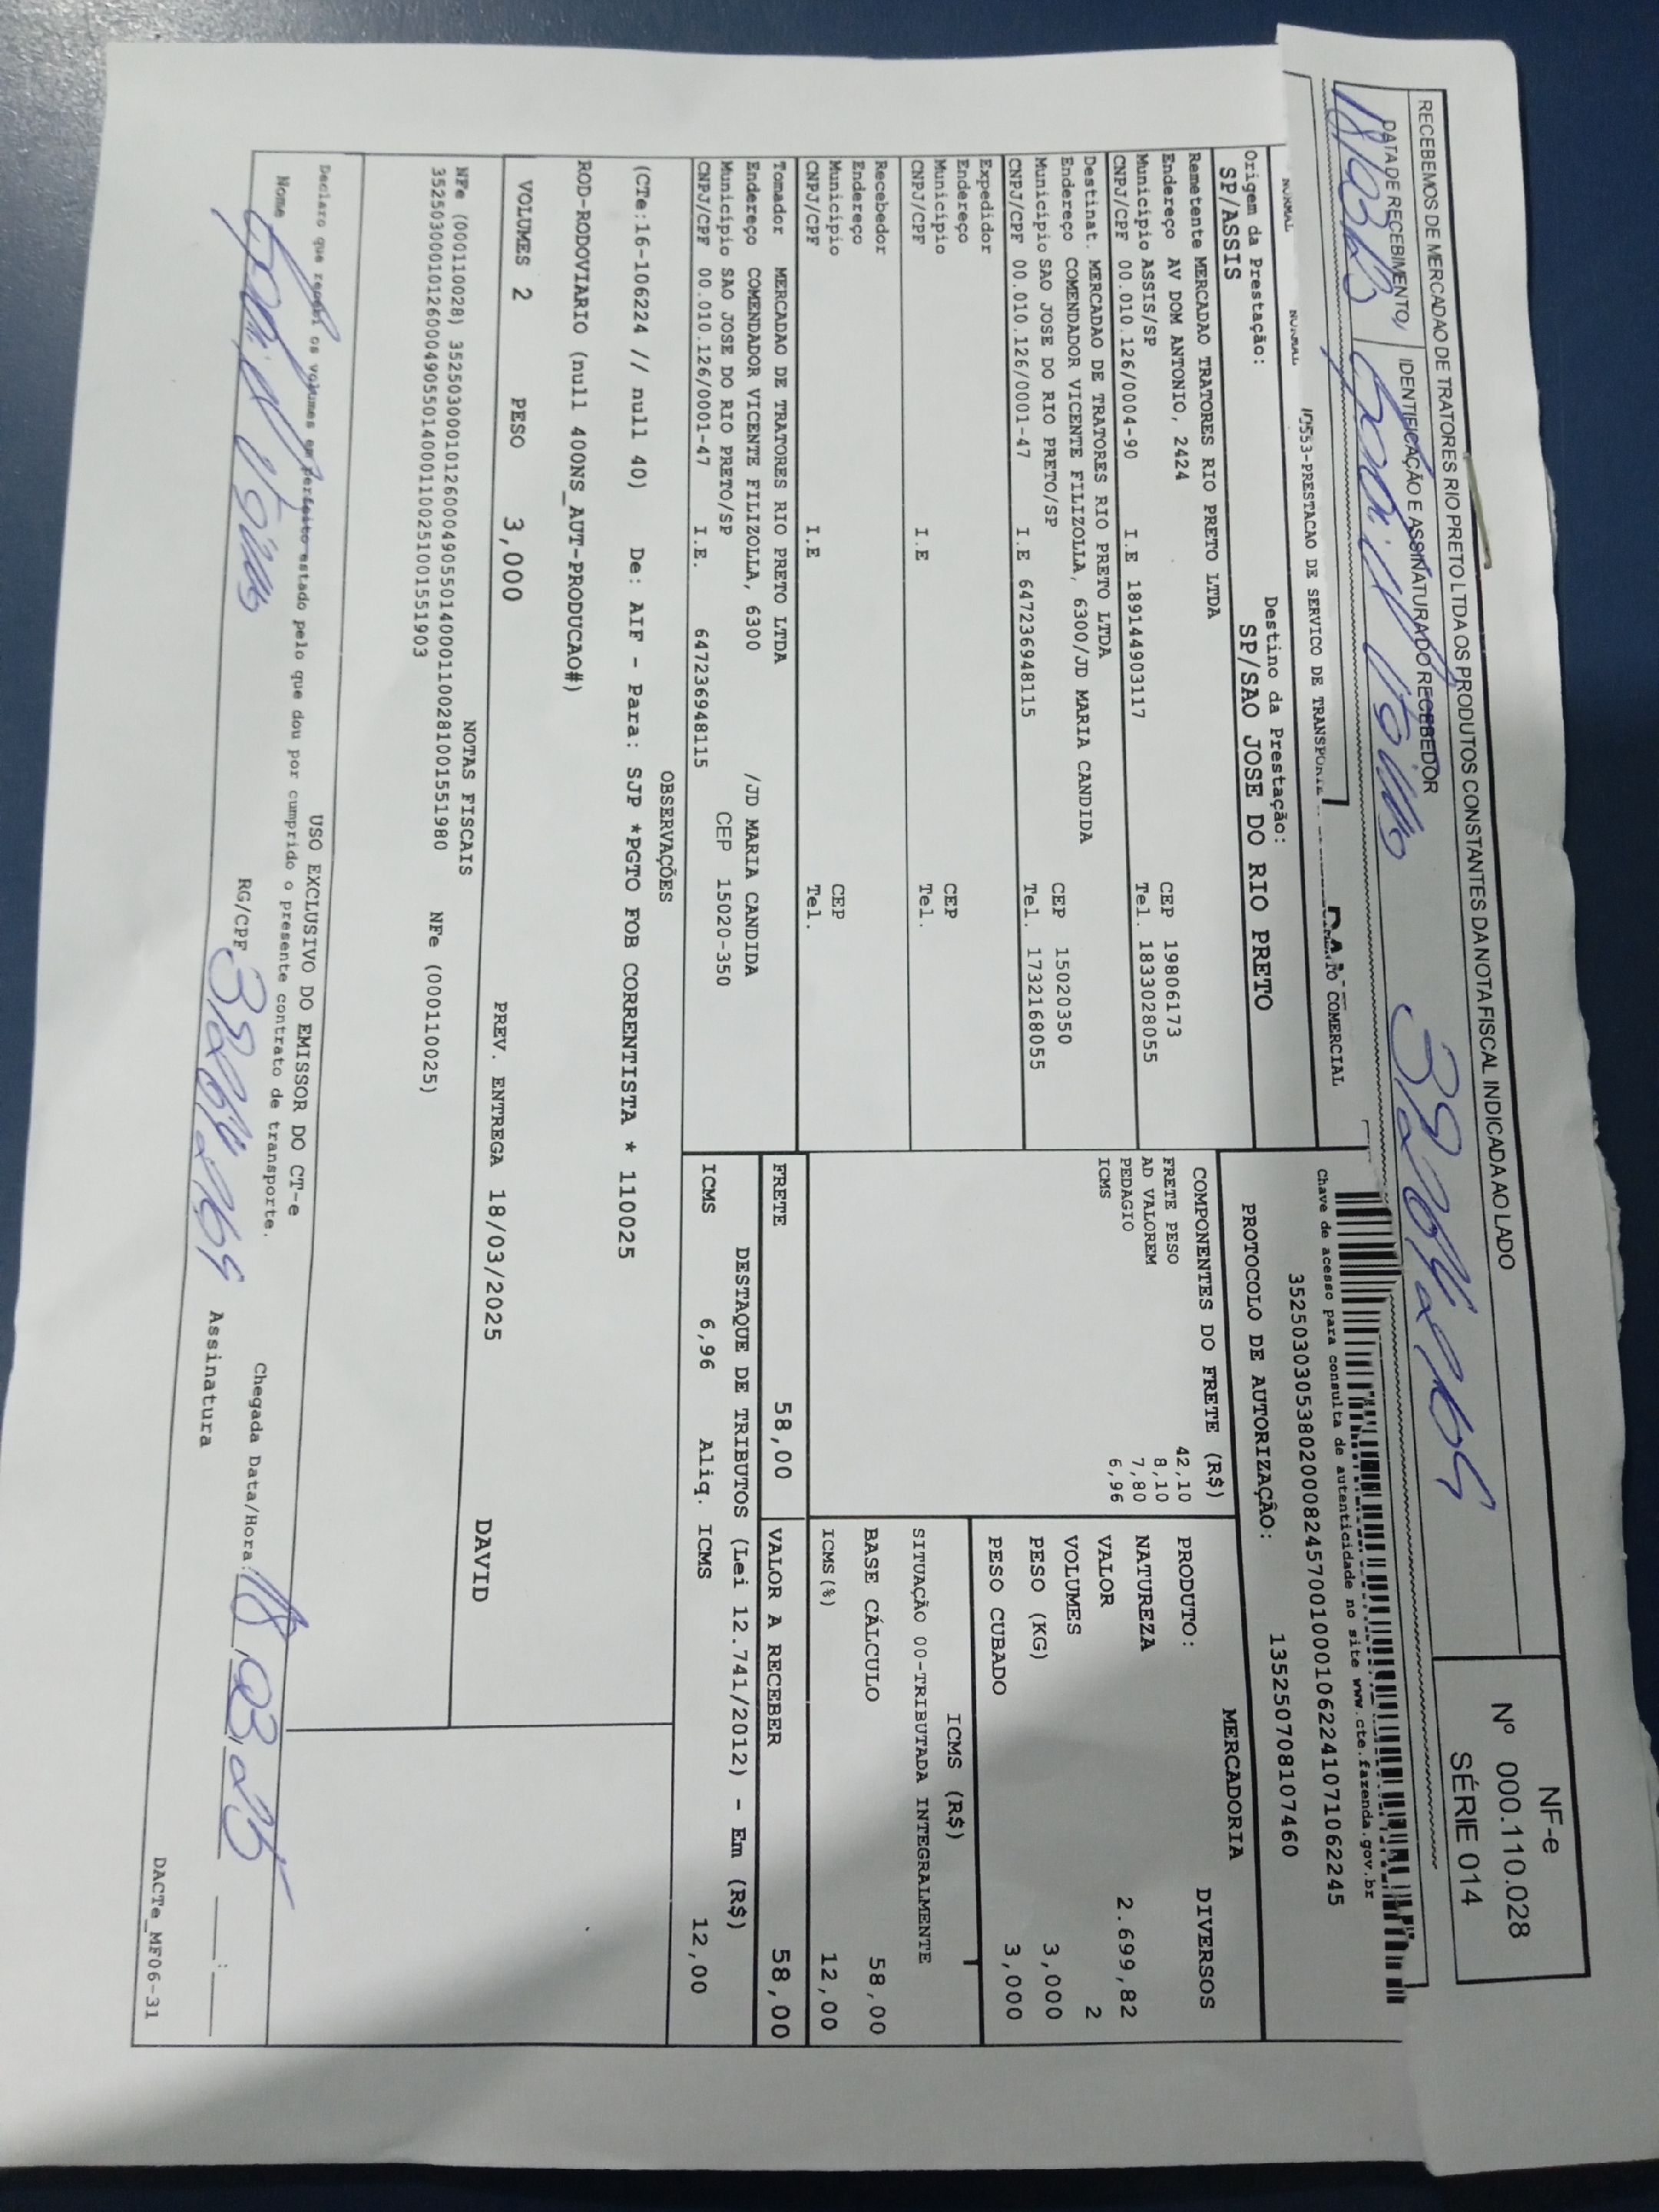 RECEBEMOS DE MERCADAO DE TRATORES RIO PRETO LTDA OS PRODUTOS CONSTANTES DA NOTA FISCAL INDICADA AO LADO
DATA DE RECEBIMENTO
IDENTIFICAÇÃO E ASSINATURA DO RECEBEDOR
NF-e
Nº 000.110.028
SÉRIE 014
NORMAL
NORMAL
PRESTACAO DE SERVICO DE
COMERCIAL
Chave de acesso para consulta de autenticidade no site www.cte.fazenda.gov.br
35250303053802000824570010001062241071062245
PROTOCOLO DE AUTORIZAÇÃO: 135250708107460
Origem da Prestação:
SP/ASSIS
Destino da Prestação:
SP/SAO JOSE DO RIO PRETO
Remetente MERCADAO TRATORES RIO PRETO LTDA
Endereço AV DOM ANTONIO, 2424
Município ASSIS/SP CEP 19806173
CNPJ/CPF 00.010.126/0004-90 I.E 189144903117 Tel. 1833028055
Destinat. MERCADAO DE TRATORES RIO PRETO LTDA
Endereço COMENDADOR VICENTE FILIZOLLA, 6300/JD MARIA CANDIDA
Município SAO JOSE DO RIO PRETO/SP CEP 15020350
CNPJ/CPF 00.010.126/0001-47 I.E 647236948115 Tel. 1732168055
Expedidor
Endereço
Município CEP
CNPJ/CPF I.E Tel.
Recebedor
Endereço
Município CEP
CNPJ/CPF I.E Tel.
Tomador MERCADAO DE TRATORES RIO PRETO LTDA
Endereço COMENDADOR VICENTE FILIZOLLA, 6300 /JD MARIA CANDIDA
Município SAO JOSE DO RIO PRETO/SP CEP 15020-350
CNPJ/CPF 00.010.126/0001-47 I.E. 647236948115
COMPONENTES DO FRETE (R$)
FRETE PESO 42,10
AD VALOREM 8,10
PEDAGIO 7,80
ICMS 6,96
MERCADORIA
PRODUTO: DIVERSOS
NATUREZA
VALOR 2.699,82
VOLUMES 2
PESO (KG) 3,000
PESO CUBADO 3,000
ICMS (R$)
SITUAÇÃO 00-TRIBUTADA INTEGRALMENTE
BASE CÁLCULO 58,00
ICMS(%) 12,00
FRETE 58,00
VALOR A RECEBER 58,00
DESTAQUE DE TRIBUTOS (Lei 12.741/2012) - Em (R$)
ICMS 6,96 Aliq. ICMS 12,00
OBSERVAÇÕES
(CTe:16-106224 // null 40) De: AIF - Para: SJP *PGTO FOB CORRENTISTA * 110025
ROD-RODOVIARIO (null 400NS_AUT-PRODUCAO#)
VOLUMES 2 PESO 3,000 PREV. ENTREGA 18/03/2025 DAVID
NOTAS FISCAIS
NFe (000110028) 35250300010126000490550140001100281001551980 NFe (000110025)
35250300010126000490550140001100251001551903
USO EXCLUSIVO DO EMISSOR DO CT-e
Declaro que recebi os volumes em perfeito estado pelo que dou por cumprido o presente contrato de transporte.
Nome
RG/CPF
Chegada Data/Hora: 18.03.25
Assinatura
DACTe_MF06-31